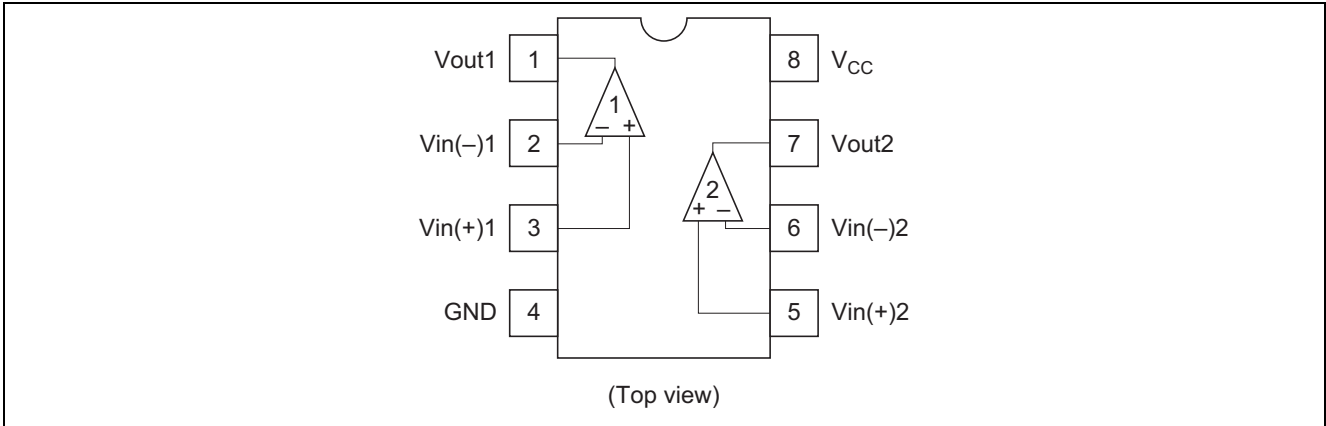 Vout1 1 8 V_CC
1
– +
Vin(–)1 2 7 Vout2
2
+ –
Vin(+)1 3 6 Vin(–)2
GND 4 5 Vin(+)2
(Top view)